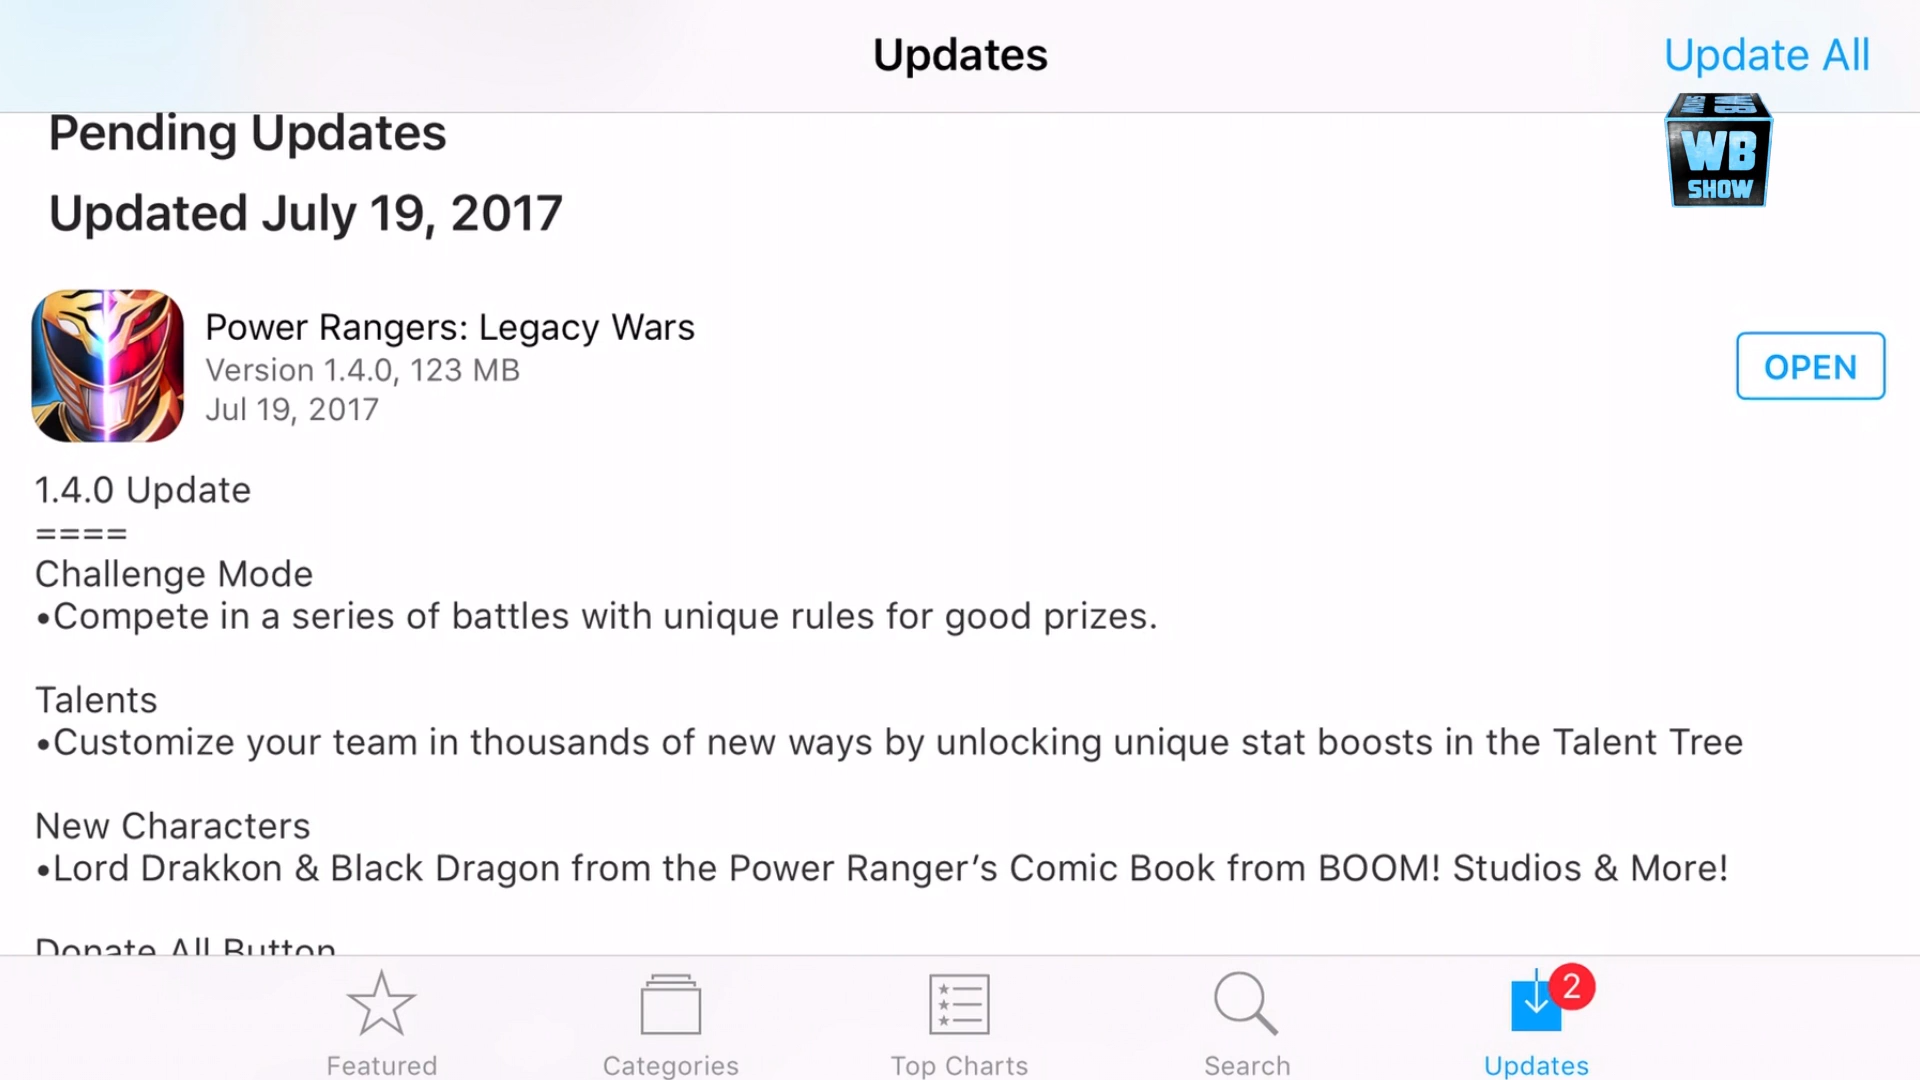 Updates
Update All
Pending Updates
WB
SHOW
Updated July 19, 2017
Power Rangers: Legacy Wars
Version 1.4.0, 123 MB
Jul 19, 2017
OPEN
1.4.0 Update
====
Challenge Mode
•Compete in a series of battles with unique rules for good prizes.
Talents
•Customize your team in thousands of new ways by unlocking unique stat boosts in the Talent Tree
New Characters
•Lord Drakkon & Black Dragon from the Power Ranger’s Comic Book from BOOM! Studios & More!
Donate All Button
2
Featured
Categories
Top Charts
Search
Updates